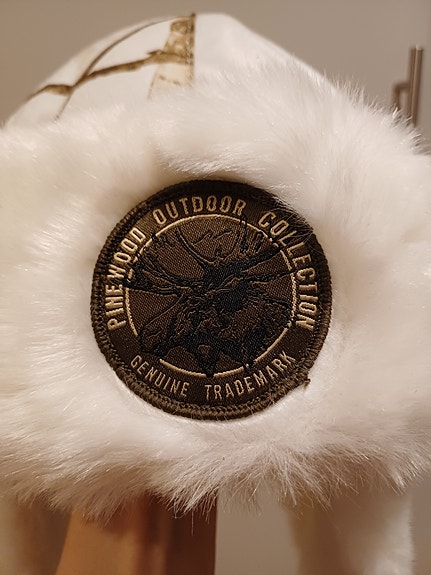 PINEWOOD OUTDOOR COLLECTION
GENUINE TRADEMARK